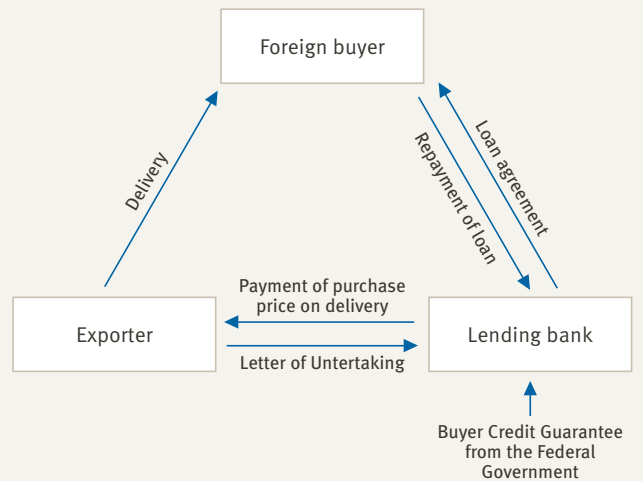 Foreign buyer
Delivery
Loan agreement
Repayment of loan
Payment of purchase
price on delivery
Exporter
Lending bank
Letter of Untertaking
Buyer Credit Guarantee
from the Federal
Government